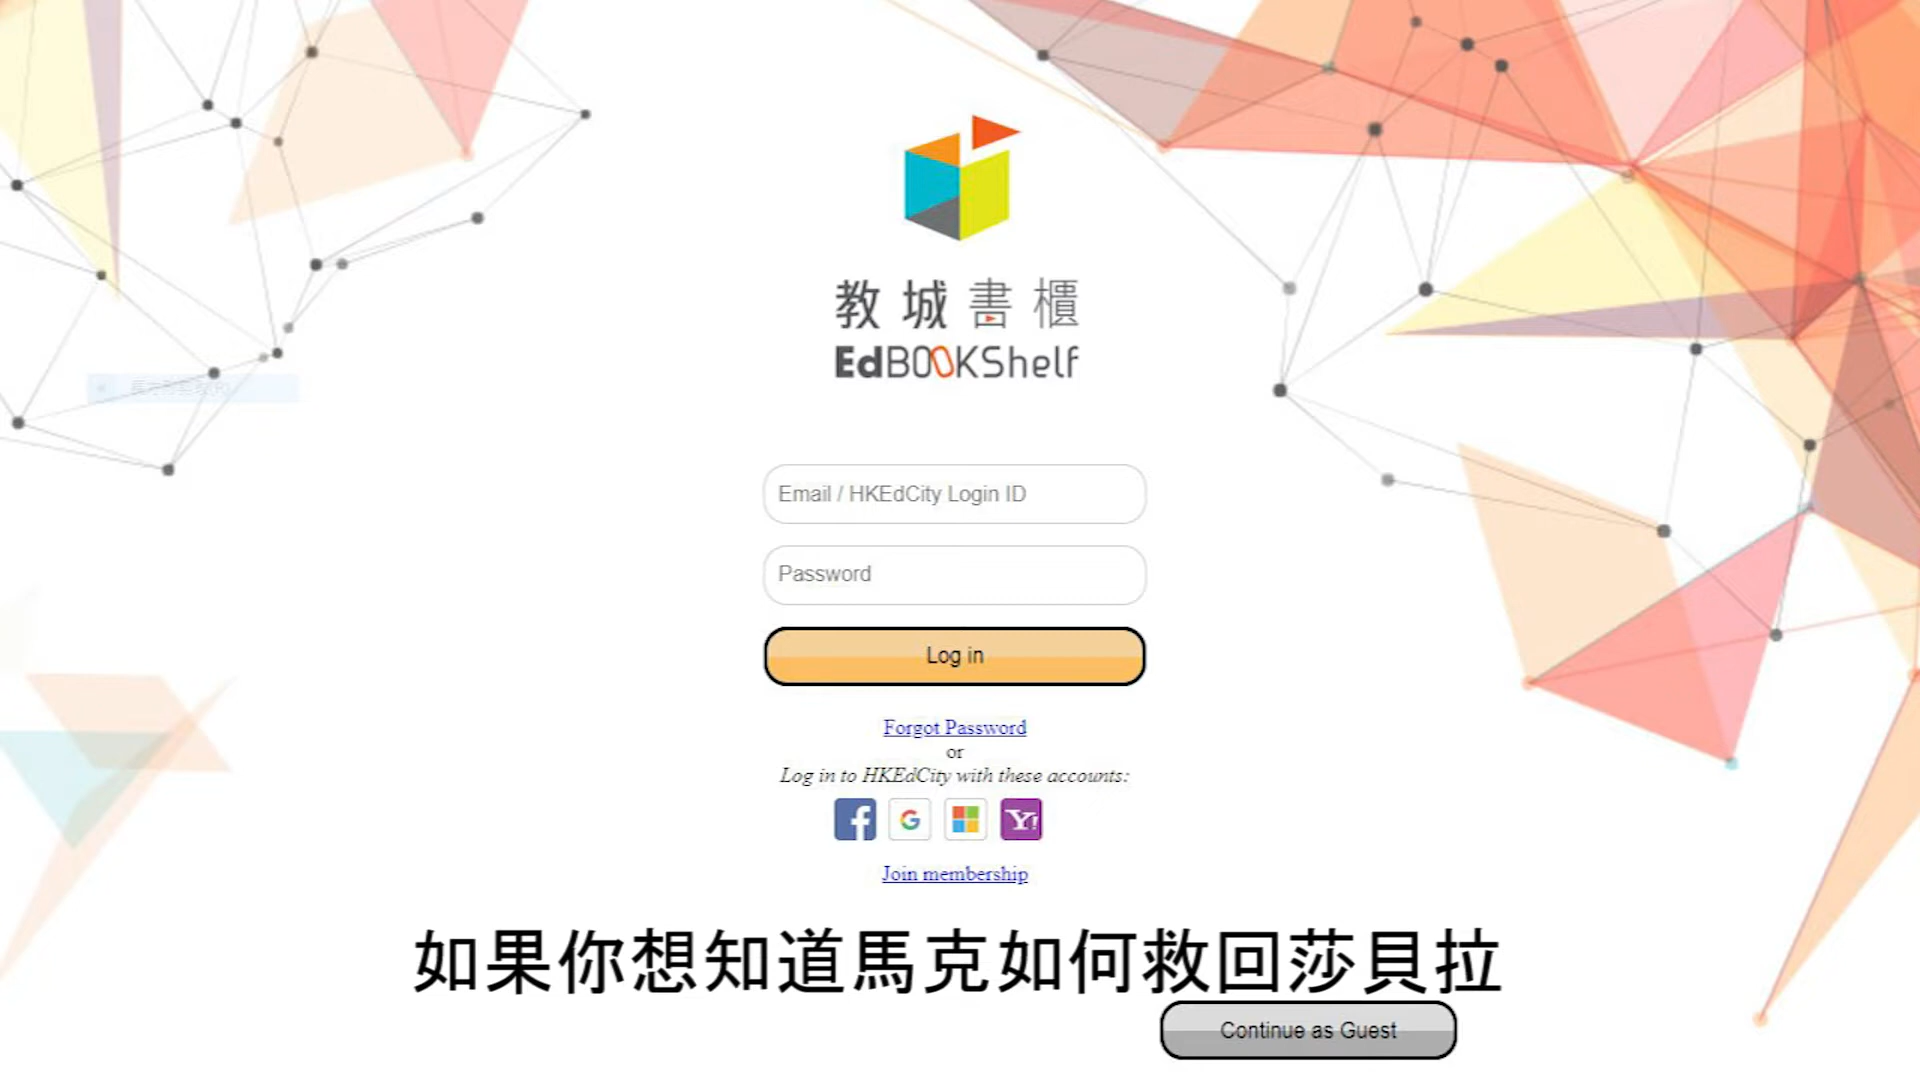 教城書櫃
EdBOOKShelf
Email / HKEdCity Login ID
Password
Log in
Forgot Password
or
Log in to HKEdCity with these accounts:
Join membership
如果你想知道馬克如何救回莎貝拉
Continue as Guest